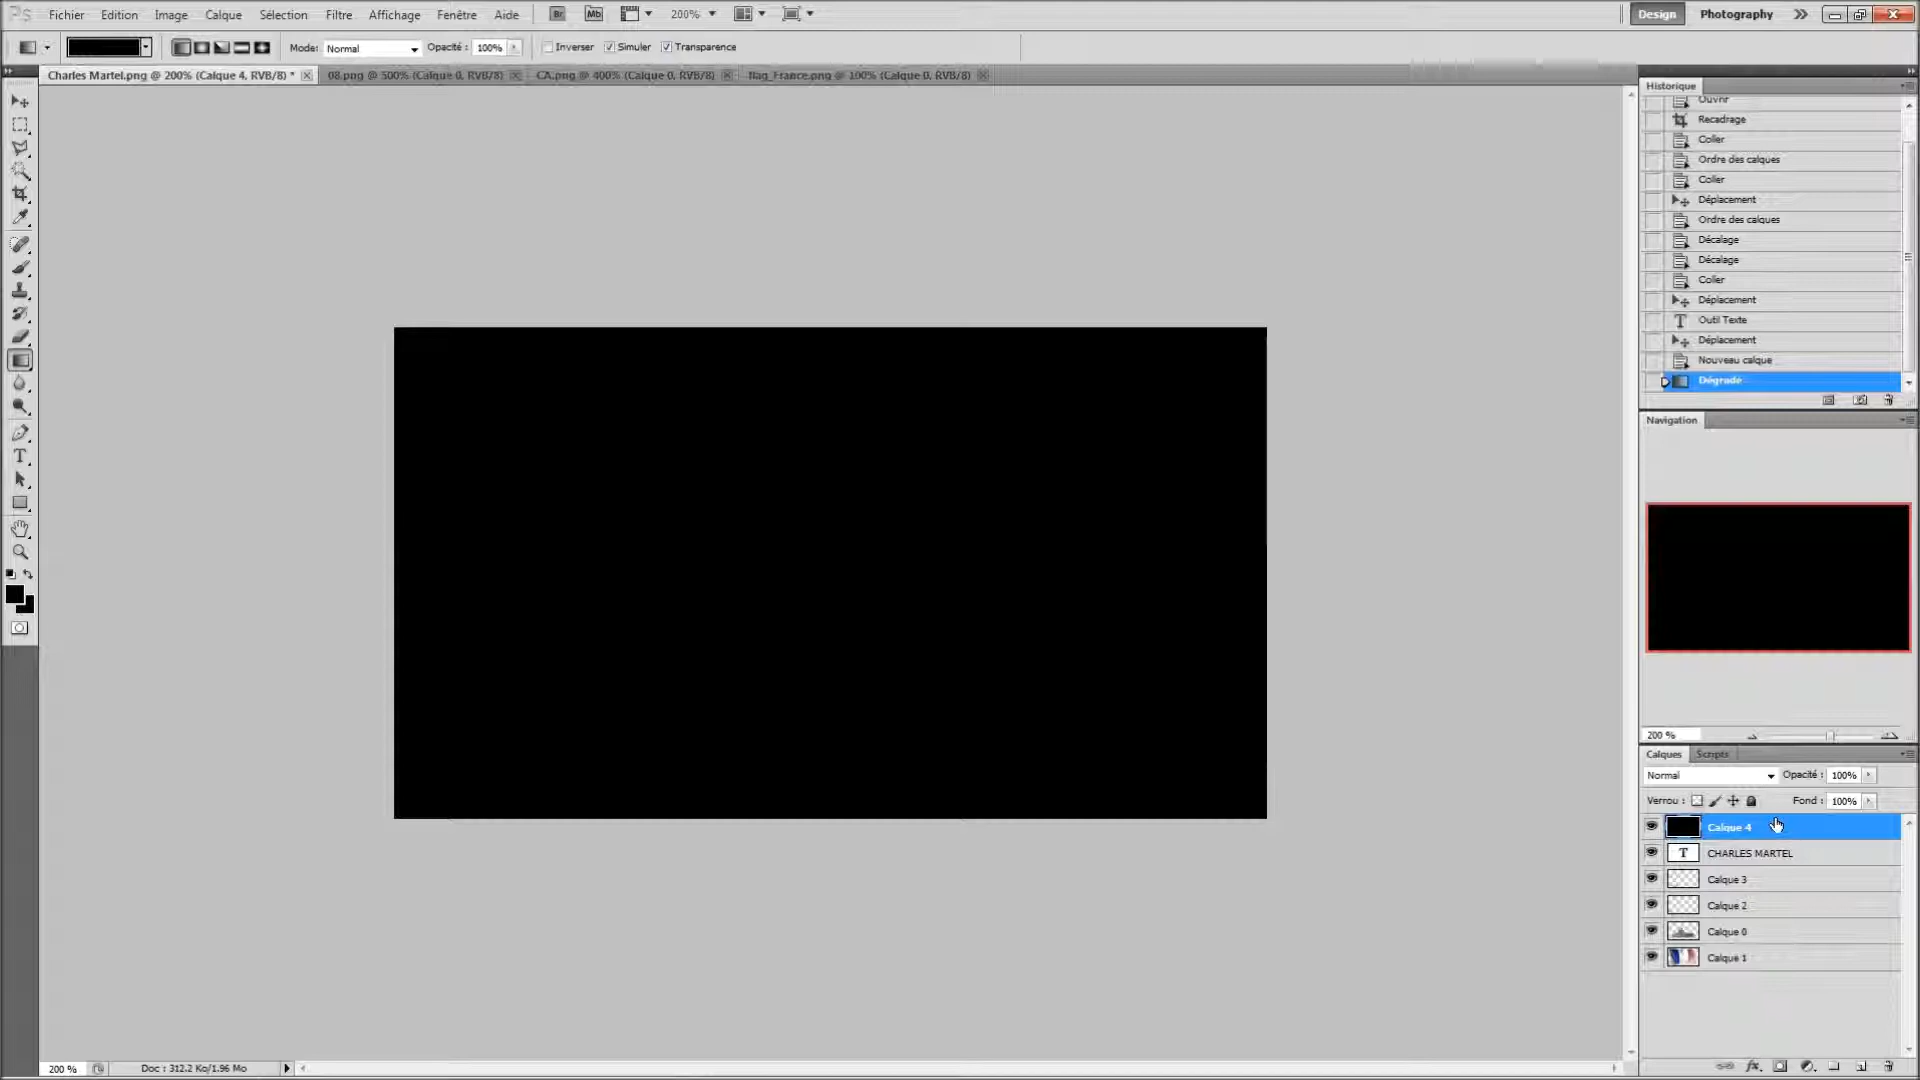 Ps Fichier Edition Image Calque Sélection Filtre Affichage Fenêtre Aide Br Mb 200% Design Photography
Mode: Normal Opacité : 100% Inverser Simuler Transparence
Charles Martel.png @ 200% (Calque 4, RVB/8) * 08.png @ 500% (Calque 0, RVB/8) CA.png @ 400% (Calque 0, RVB/8) flag_France.png @ 100% (Calque 0, RVB/8)
Historique
Ouvrir
Recadrage
Coller
Ordre des calques
Coller
Déplacement
Ordre des calques
Décalage
Décalage
Coller
Déplacement
Outil Texte
Déplacement
Nouveau calque
Dégradé
Navigation
200 %
Calques Scripts
Normal Opacité : 100%
Verrou : Fond : 100%
Calque 4
T CHARLES MARTEL
Calque 3
Calque 2
Calque 0
Calque 1
200 % Doc : 312.2 Ko/1.96 Mo